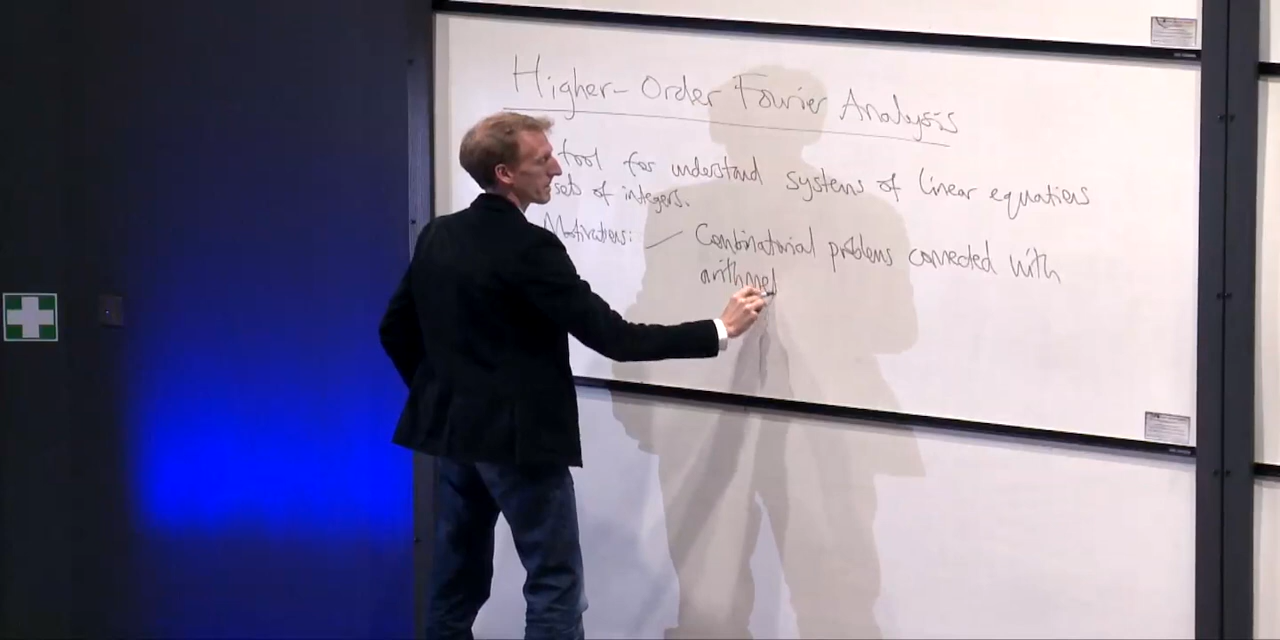 Higher-Order Fourier Analysis
tool for understand systems of linear equations
sets of integers.
Motivations: – Combinatorial problems connected with
arithmet